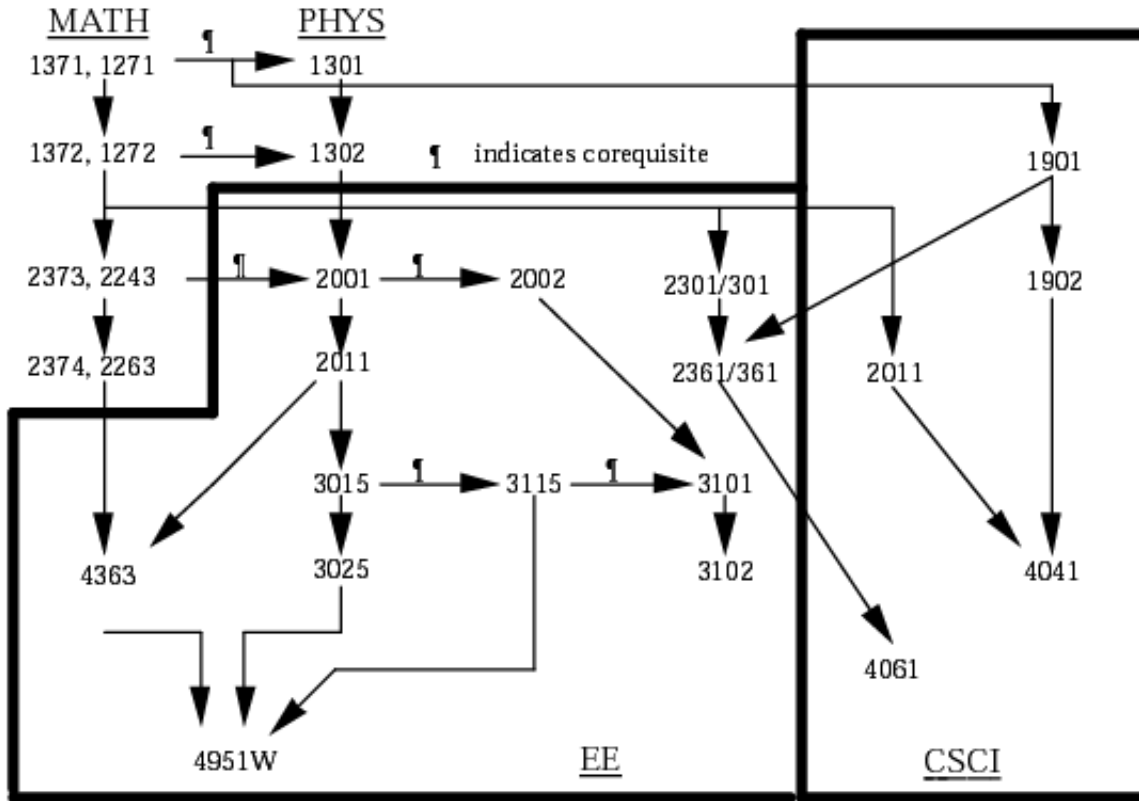 MATH PHYS
¶
1371, 1271 1301
¶
1372, 1272 1302 ¶ indicates corequisite 1901
¶ ¶
2373, 2243 2001 2002 2301/301 1902
2374, 2263 2011 2361/361 2011
¶ ¶
3015 3115 3101
4363 3025 3102 4041
4061
4951W EE CSCI